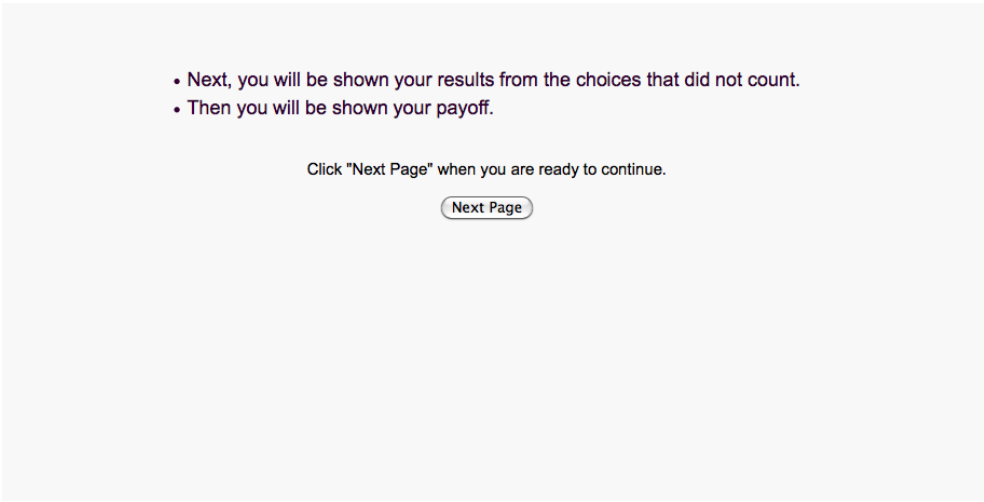 • Next, you will be shown your results from the choices that did not count.
• Then you will be shown your payoff.
Click "Next Page" when you are ready to continue.
Next Page